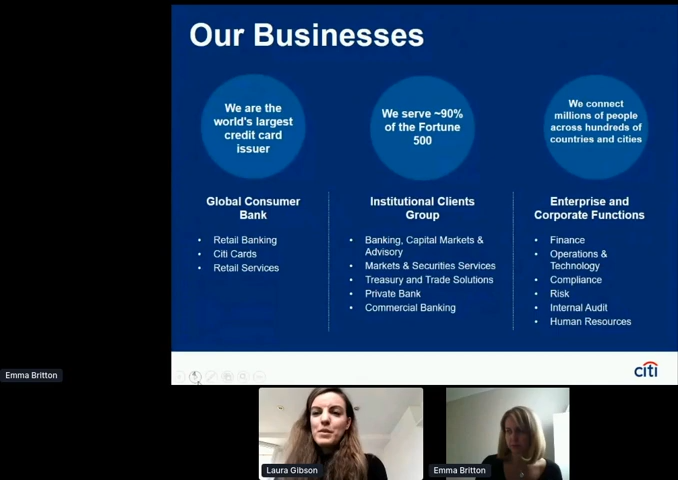 Our Businesses
We are the
world's largest
credit card
issuer
We serve ~90%
of the Fortune
500
We connect
millions of people
across hundreds of
countries and cities
Global Consumer
Bank
• Retail Banking
• Citi Cards
• Retail Services
Institutional Clients
Group
• Banking, Capital Markets &
Advisory
• Markets & Securities Services
• Treasury and Trade Solutions
• Private Bank
• Commercial Banking
Enterprise and
Corporate Functions
• Finance
• Operations &
Technology
• Compliance
• Risk
• Internal Audit
• Human Resources
citi
Emma Britton
Laura Gibson
Emma Britton